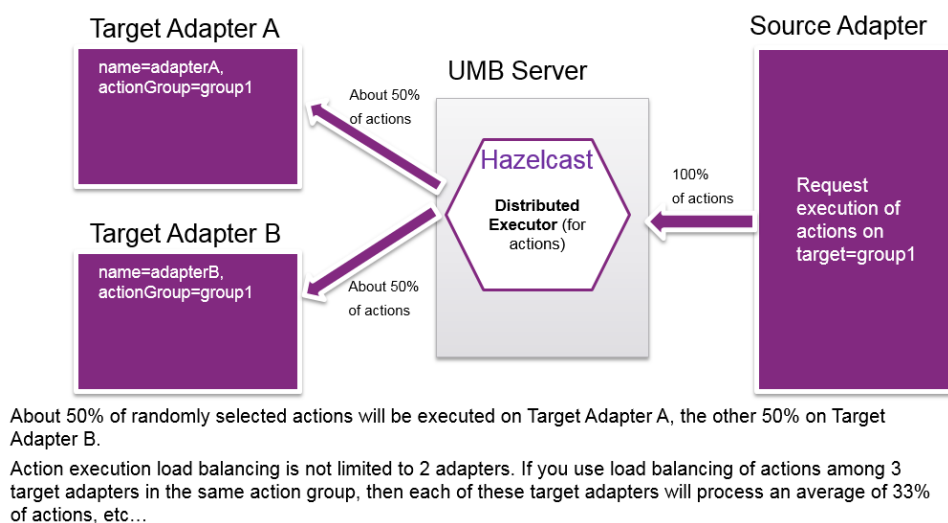 Target Adapter A
name=adapterA,
actionGroup=group1
Source Adapter
UMB Server
About 50%
of actions
Hazelcast
Distributed
Executor (for
actions)
100%
of actions
Request
execution of
actions on
target=group1
Target Adapter B
name=adapterB,
actionGroup=group1
About 50%
of actions
About 50% of randomly selected actions will be executed on Target Adapter A, the other 50% on Target
Adapter B.
Action execution load balancing is not limited to 2 adapters. If you use load balancing of actions among 3
target adapters in the same action group, then each of these target adapters will process an average of 33%
of actions, etc…